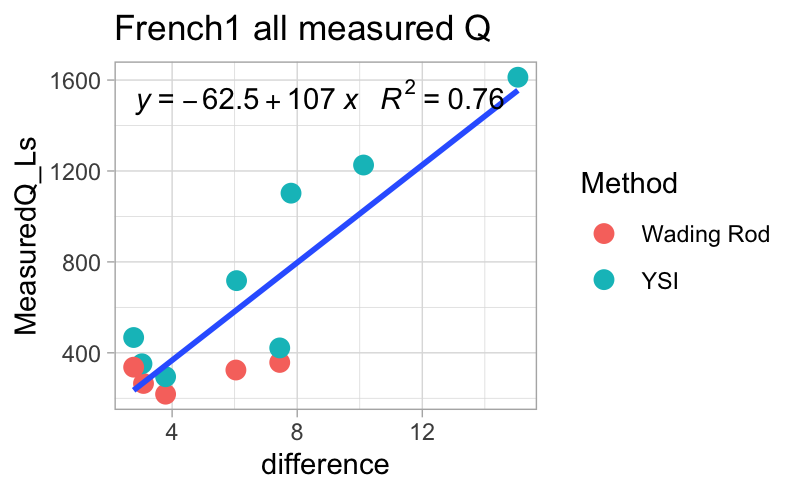 French1 all measured Q
y = −62.5 + 107 x R² = 0.76
MeasuredQ_Ls
1600
1200
800
400
4 8 12
difference
Method
Wading Rod
YSI